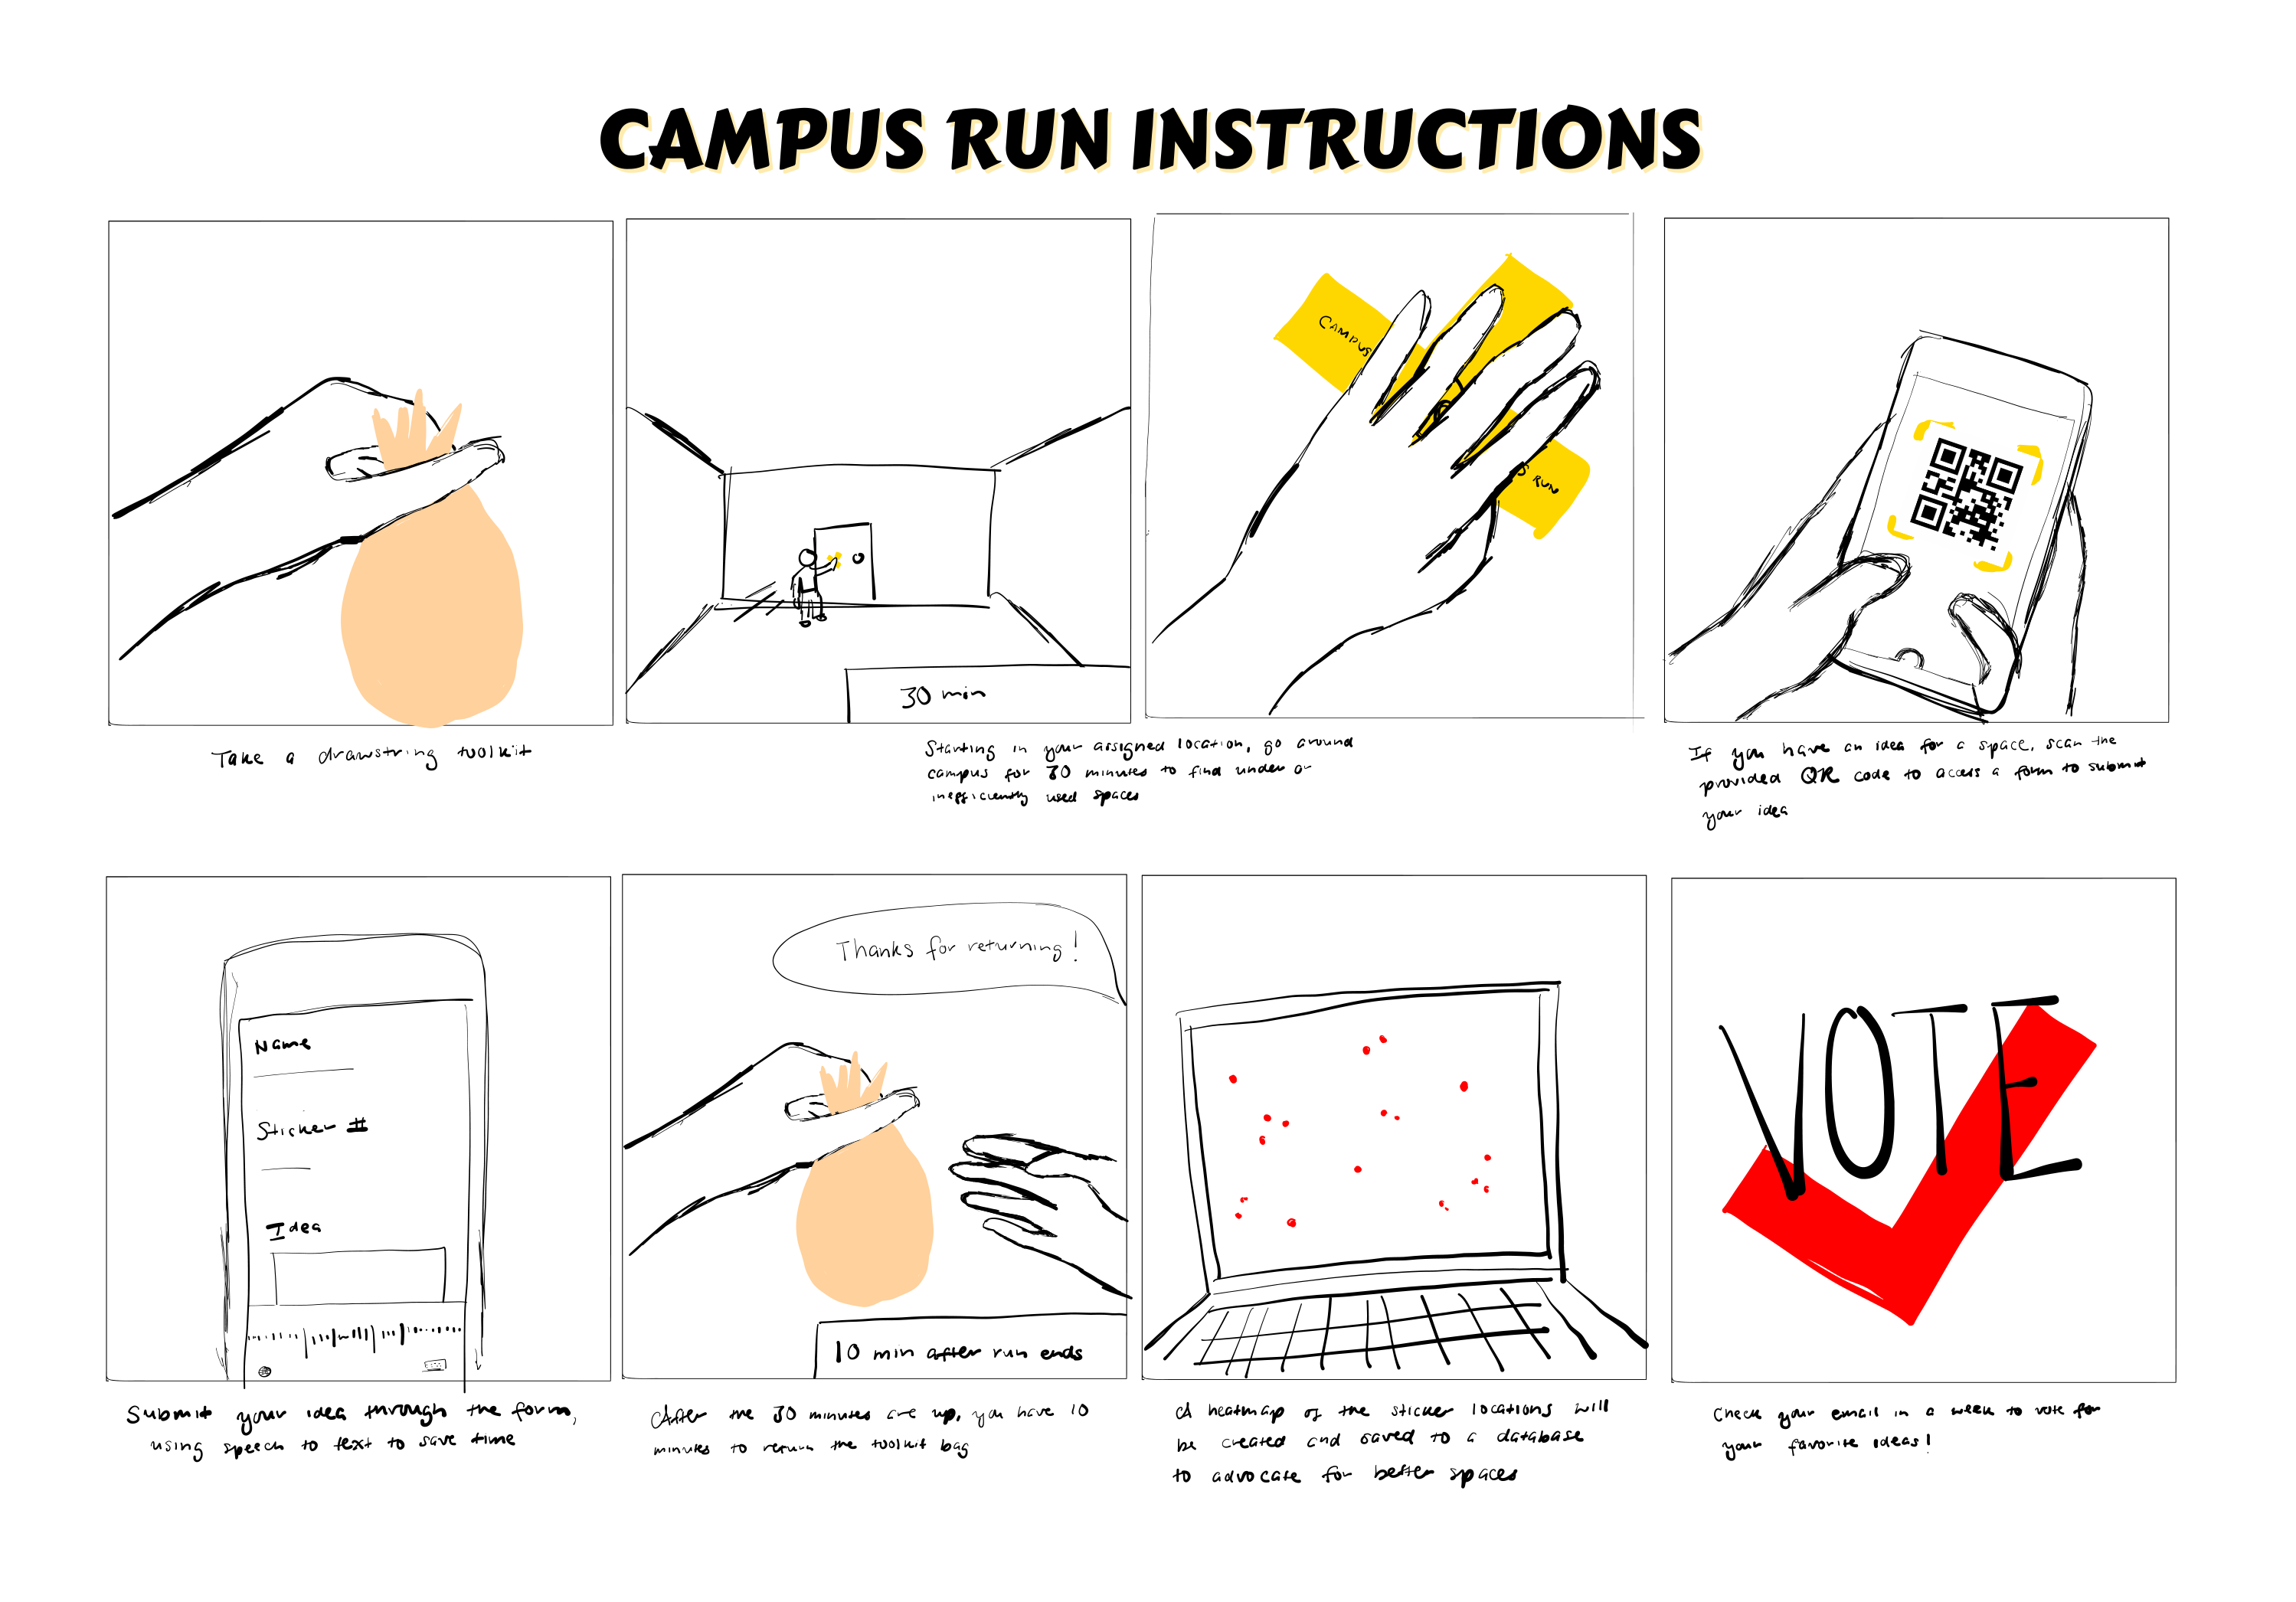 CAMPUS RUN INSTRUCTIONS
30 min
CAMPUS
S RUN
Take a drawstring toolkit
Starting in your assigned location, go around
campus for 30 minutes to find under or
inefficiently used spaces
If you have an idea for a space, scan the
provided QR code to access a form to submit
your idea
Name
Sticker #
Idea
Thanks for returning!
10 min after run ends
VOTE
Submit your idea through the form,
using speech to text to save time
After the 30 minutes are up, you have 10
minutes to return the toolkit bag
A heatmap of the sticker locations will
be created and saved to a database
to advocate for better spaces
Check your email in a week to vote for
your favorite ideas!